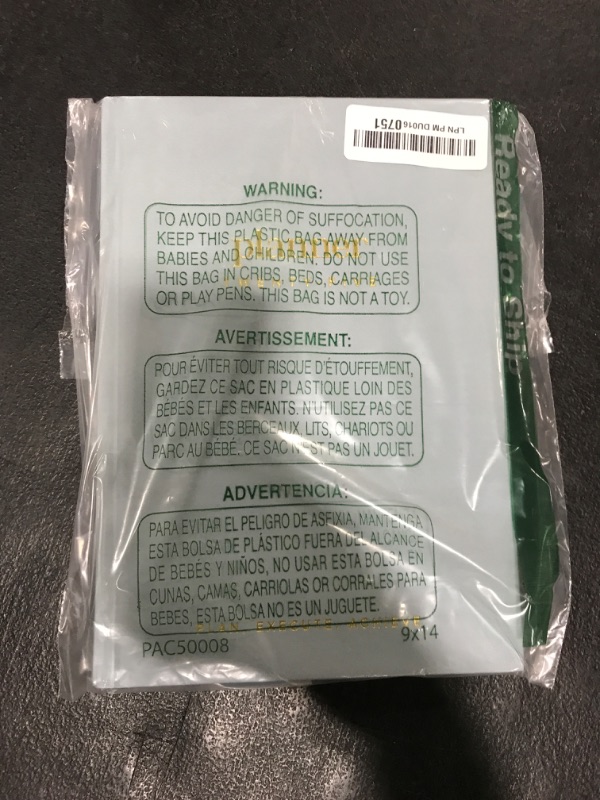 LPN PM DU016 0751
Ready to Ship
WARNING:
TO AVOID DANGER OF SUFFOCATION,
KEEP THIS PLASTIC BAG AWAY FROM
BABIES AND CHILDREN. DO NOT USE
THIS BAG IN CRIBS, BEDS, CARRIAGES
OR PLAY PENS. THIS BAG IS NOT A TOY.
planner
AVERTISSEMENT:
POUR ÉVITER TOUT RISQUE D'ÉTOUFFEMENT,
GARDEZ CE SAC EN PLASTIQUE LOIN DES
BÉBÉS ET LES ENFANTS. N'UTILISEZ PAS CE
SAC DANS LES BERCEAUX, LITS, CHARIOTS OU
PARC AU BÉBÉ. CE SAC N'EST PAS UN JOUET.
ADVERTENCIA:
PARA EVITAR EL PELIGRO DE ASFIXIA, MANTENGA
ESTA BOLSA DE PLÁSTICO FUERA DEL ALCANCE
DE BEBÉS Y NIÑOS, NO USAR ESTA BOLSA EN
CUNAS, CAMAS, CARRIOLAS OR CORRALES PARA
BEBES, ESTA BOLSA NO ES UN JUGUETE.
PLAN EXECUTE ACHIEVE
PAC50008
9x14